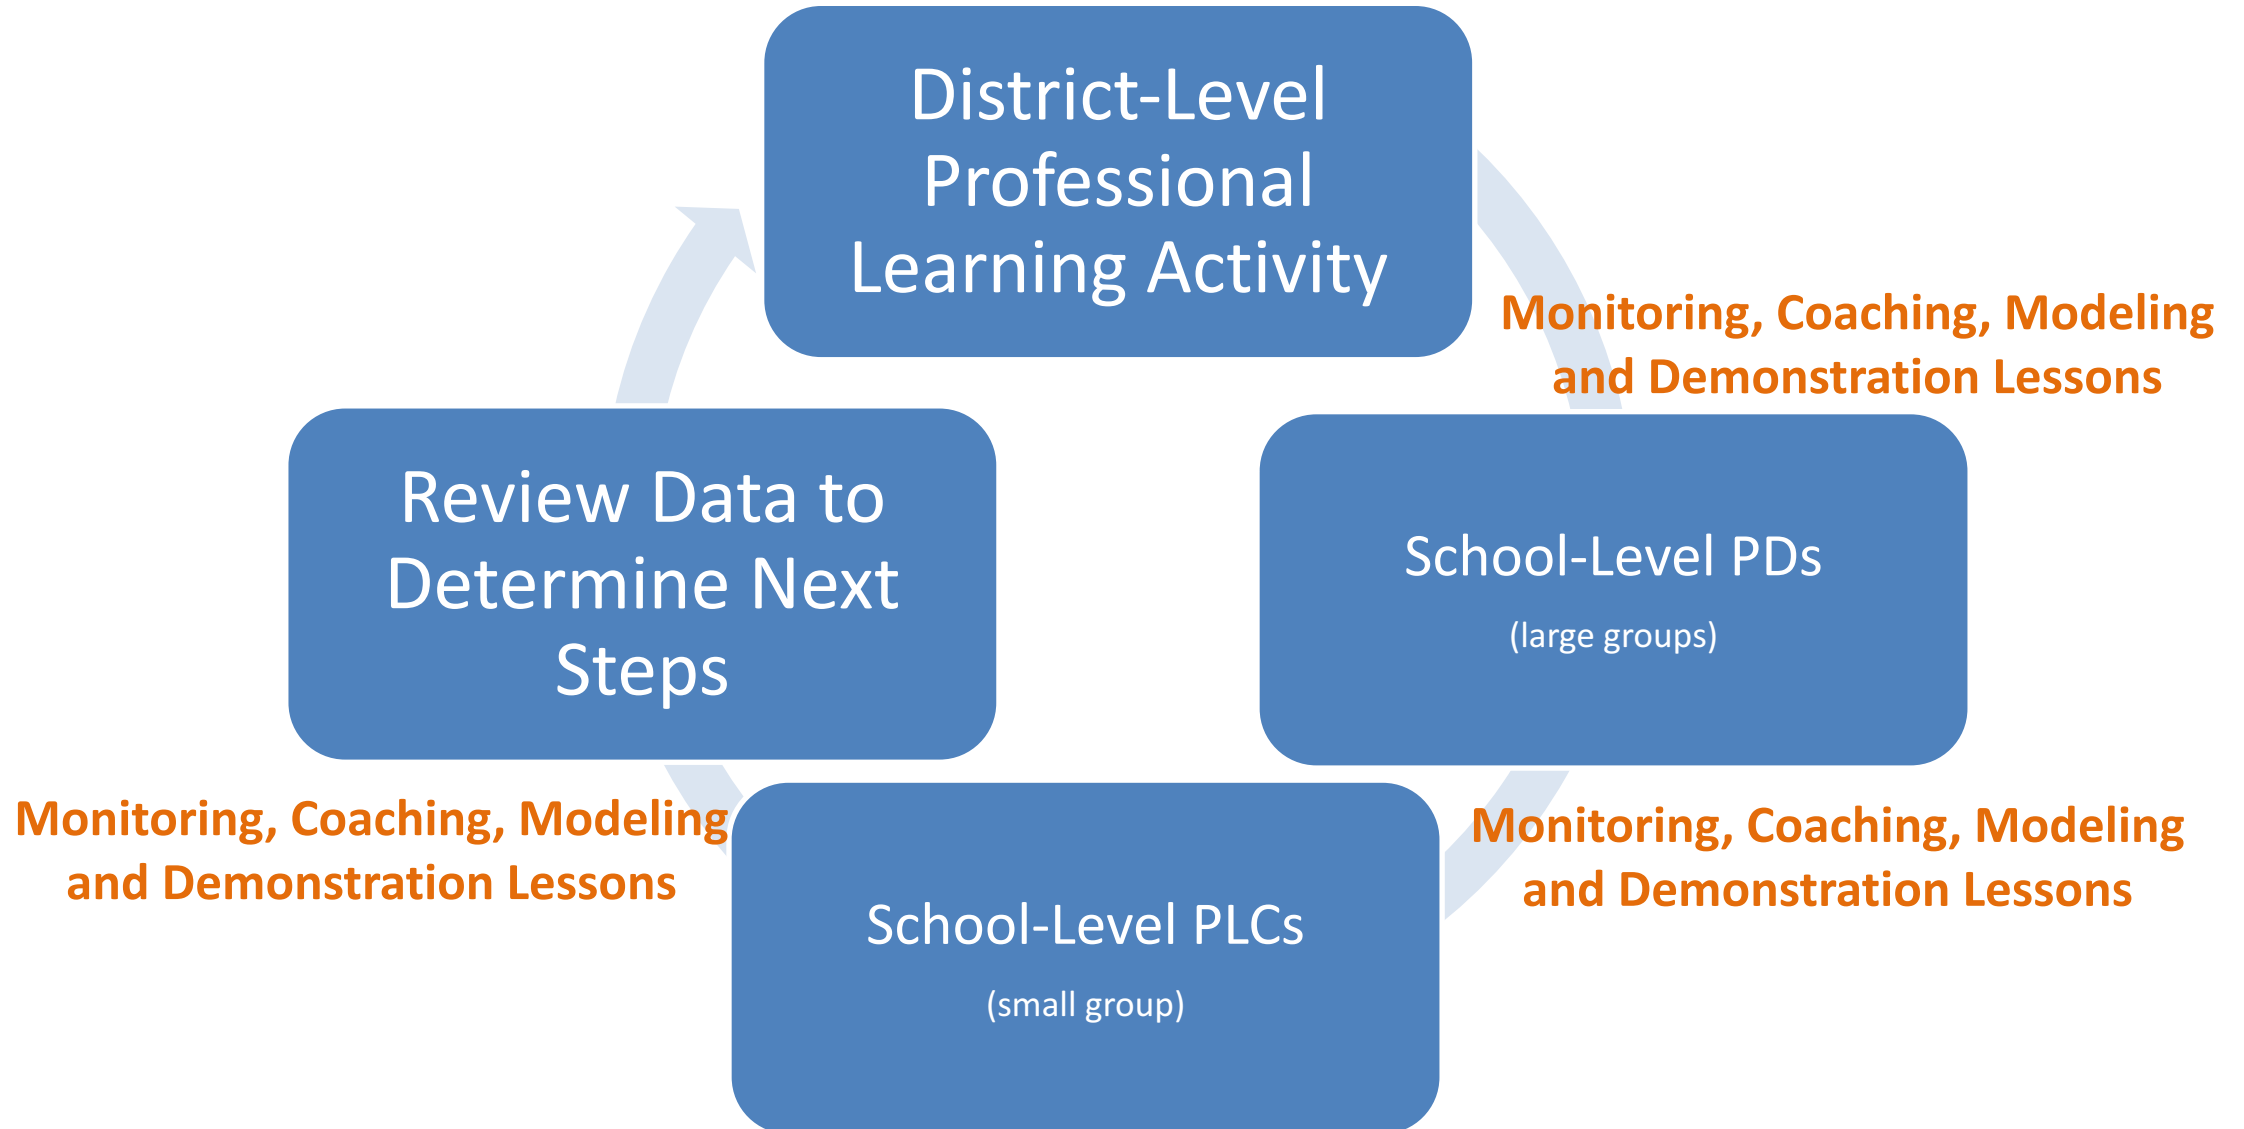 District-Level
Professional
Learning Activity
Monitoring, Coaching, Modeling
and Demonstration Lessons
School-Level PDs
(large groups)
Monitoring, Coaching, Modeling
and Demonstration Lessons
School-Level PLCs
(small group)
Monitoring, Coaching, Modeling
and Demonstration Lessons
Review Data to
Determine Next
Steps